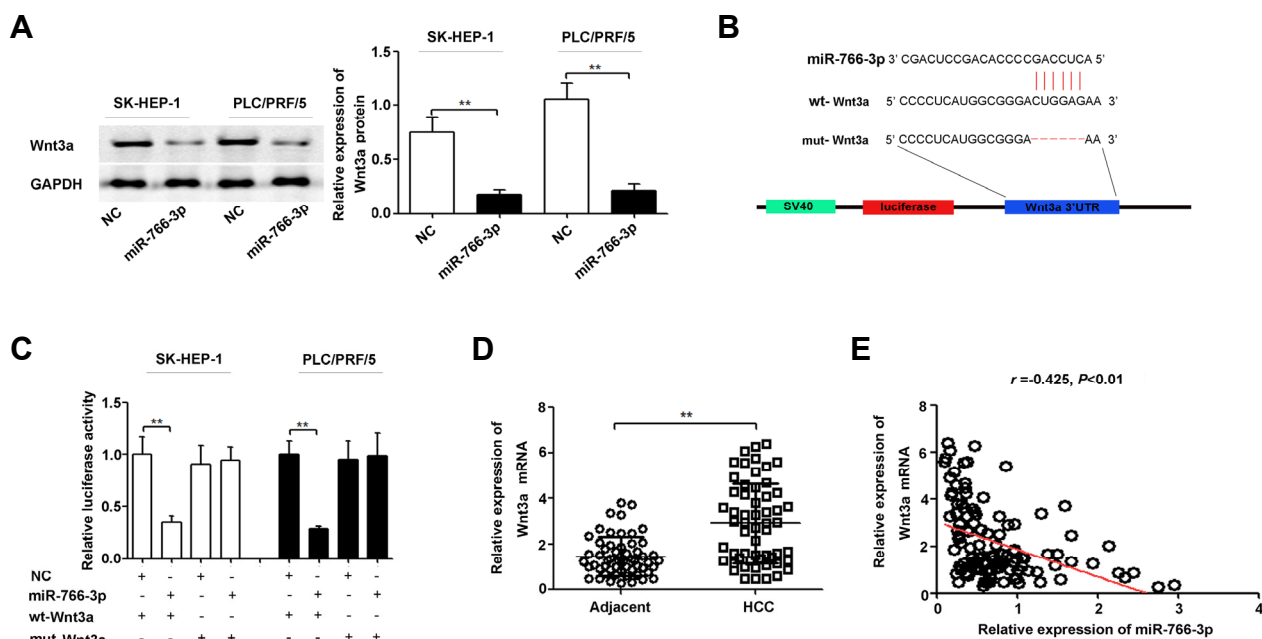 A
SK-HEP-1 PLC/PRF/5
Wnt3a
GAPDH
NC miR-766-3p NC miR-766-3p
Relative expression of
Wnt3a protein
SK-HEP-1 PLC/PRF/5
1.5
1.0
0.5
0.0
** **
NC miR-766-3p NC miR-766-3p
B
miR-766-3p 3' CGACUCCGACACCCCGACCUCA 5'
wt- Wnt3a 5' CCCCUCAUGGCGGGACUGGAGAA 3'
mut- Wnt3a 5' CCCCUCAUGGCGGGA------AA 3'
SV40 luciferase Wnt3a 3'UTR
C
SK-HEP-1 PLC/PRF/5
Relative luciferase activity
1.5
1.0
0.5
0.0
** **
NC + - + - + - + -
miR-766-3p - + - + - + - +
wt-Wnt3a + + - - + + - -
mut-Wnt3a - - + + - - + +
D
Relative expression of
Wnt3a mRNA
8
6
4
2
0
**
Adjacent HCC
E
r =-0.425, P<0.01
Relative expression of
Wnt3a mRNA
8
6
4
2
0
0 1 2 3 4
Relative expression of miR-766-3p